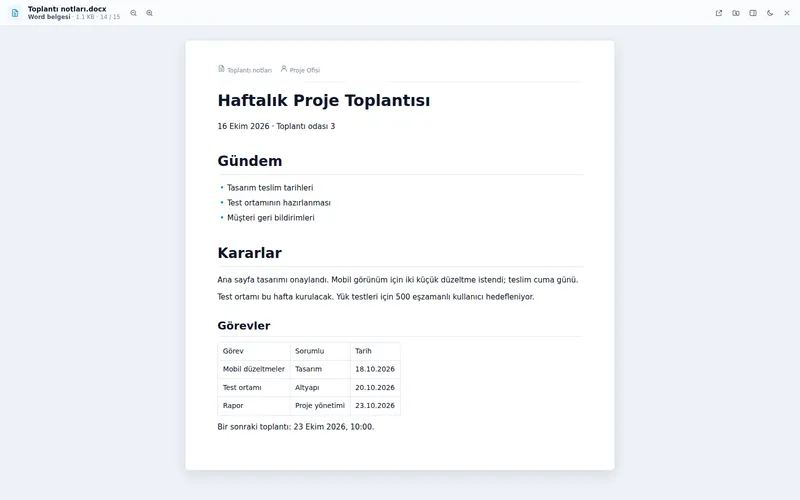 Toplantı notları.docx
Word belgesi · 1.1 KB · 14 / 15
Toplantı notları Proje Ofisi
Haftalık Proje Toplantısı
16 Ekim 2026 · Toplantı odası 3
Gündem
• Tasarım teslim tarihleri
• Test ortamının hazırlanması
• Müşteri geri bildirimleri
Kararlar
Ana sayfa tasarımı onaylandı. Mobil görünüm için iki küçük düzeltme istendi; teslim cuma günü.
Test ortamı bu hafta kurulacak. Yük testleri için 500 eşzamanlı kullanıcı hedefleniyor.
Görevler
Görev Sorumlu Tarih
Mobil düzeltmeler Tasarım 18.10.2026
Test ortamı Altyapı 20.10.2026
Rapor Proje yönetimi 23.10.2026
Bir sonraki toplantı: 23 Ekim 2026, 10:00.